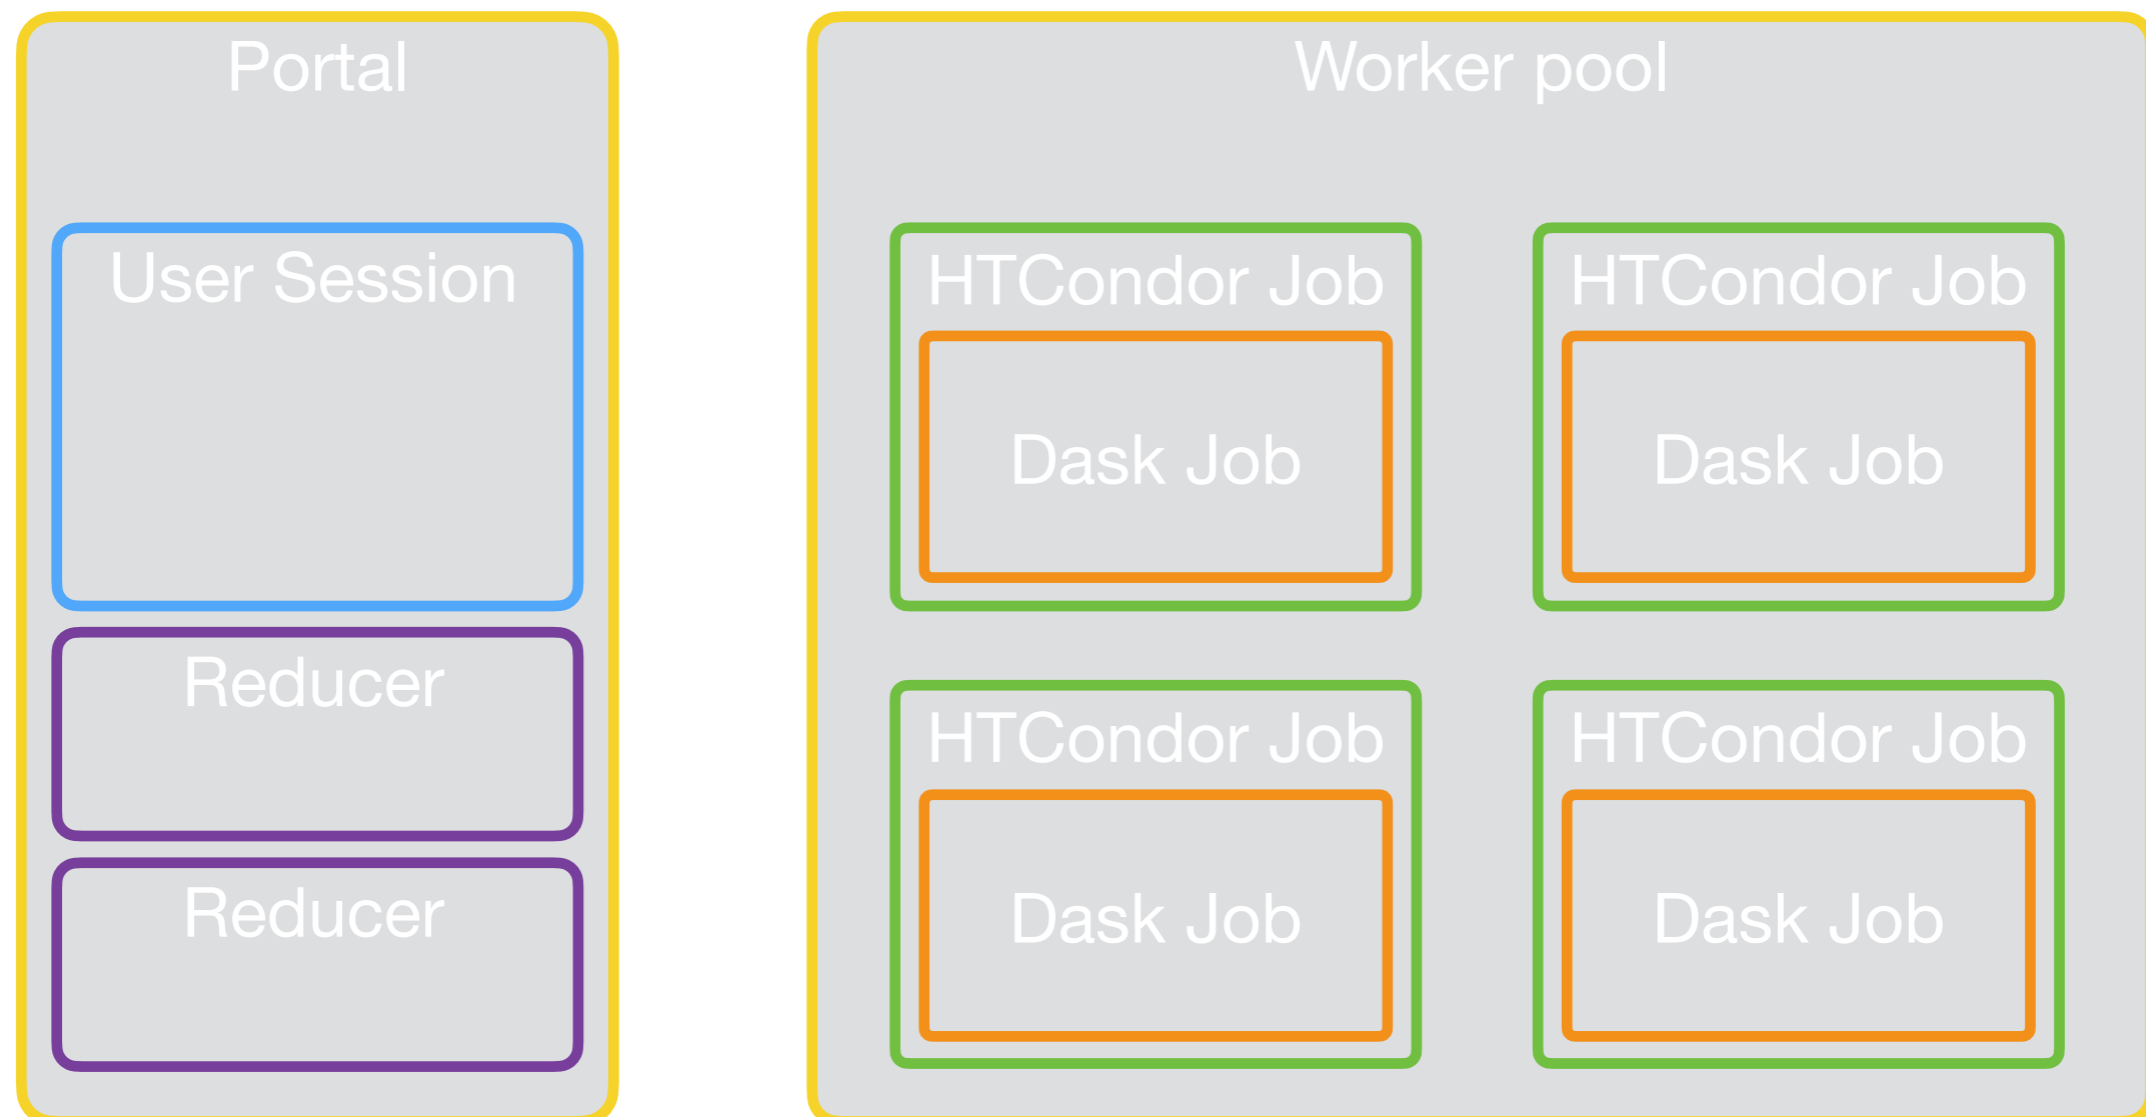 Portal
User Session
Reducer
Reducer
Worker pool
HTCondor Job
Dask Job
HTCondor Job
Dask Job
HTCondor Job
Dask Job
HTCondor Job
Dask Job